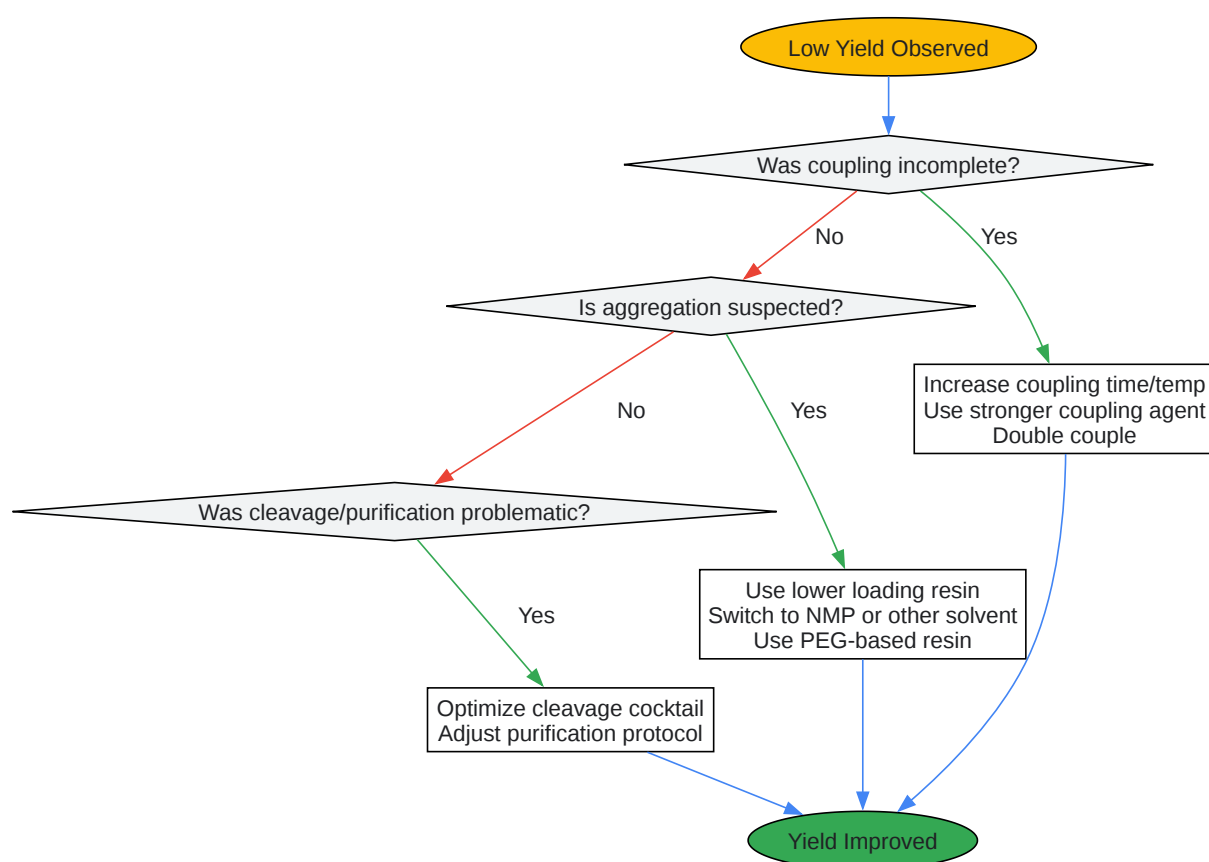 Low Yield Observed
Was coupling incomplete?
No
Yes
Is aggregation suspected?
Increase coupling time/temp
Use stronger coupling agent
Double couple
No
Yes
Was cleavage/purification problematic?
Use lower loading resin
Switch to NMP or other solvent
Use PEG-based resin
Yes
Optimize cleavage cocktail
Adjust purification protocol
Yield Improved